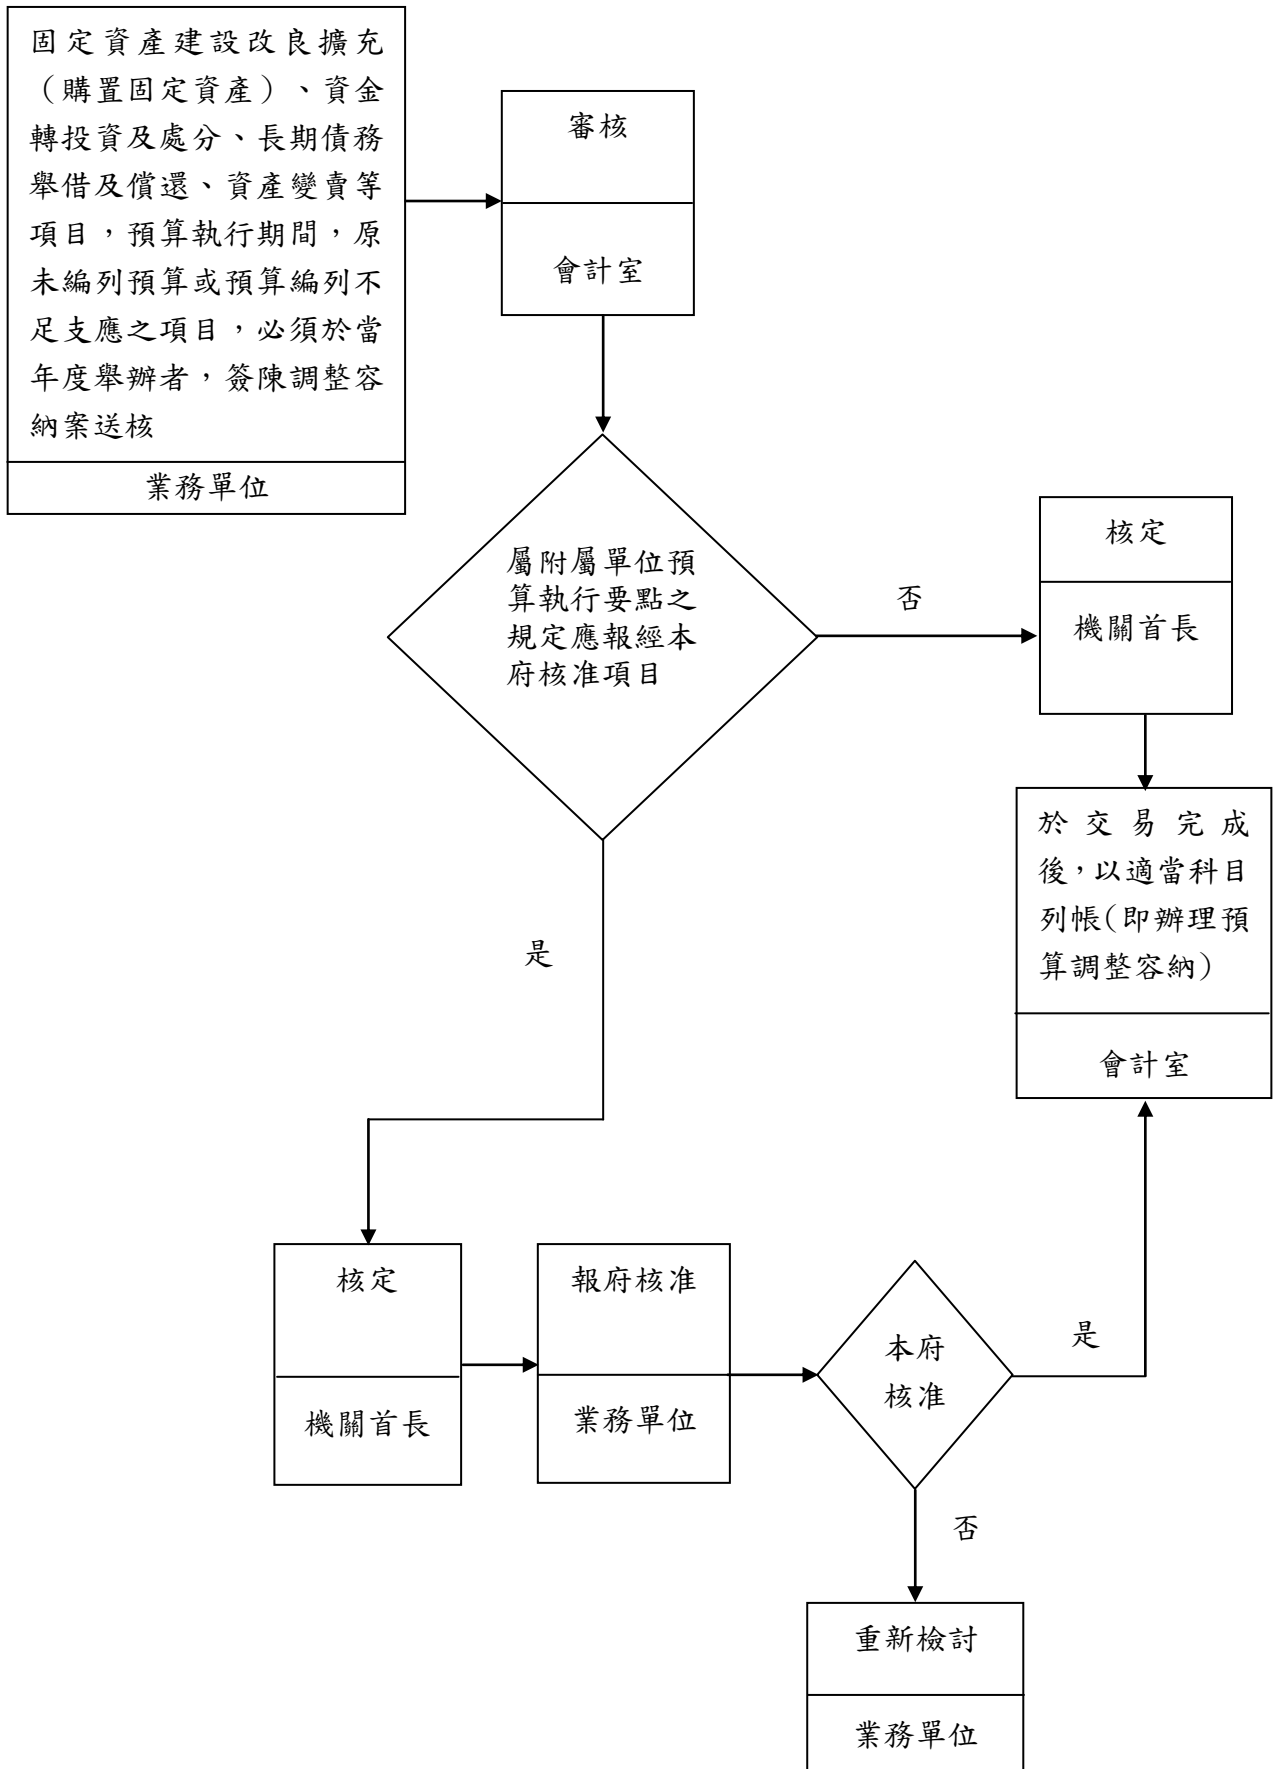 固定資產建設改良擴充
（購置固定資產）、資金
轉投資及處分、長期債務
舉借及償還、資產變賣等
項目，預算執行期間，原
未編列預算或預算編列不
足支應之項目，必須於當
年度舉辦者，簽陳調整容
納案送核
業務單位
審核
會計室
屬附屬單位預
算執行要點之
規定應報經本
府核准項目
否
核定
機關首長
於交易完成
後，以適當科目
列帳(即辦理預
算調整容納)
會計室
是
核定
機關首長
報府核准
業務單位
本府
核准
是
否
重新檢討
業務單位